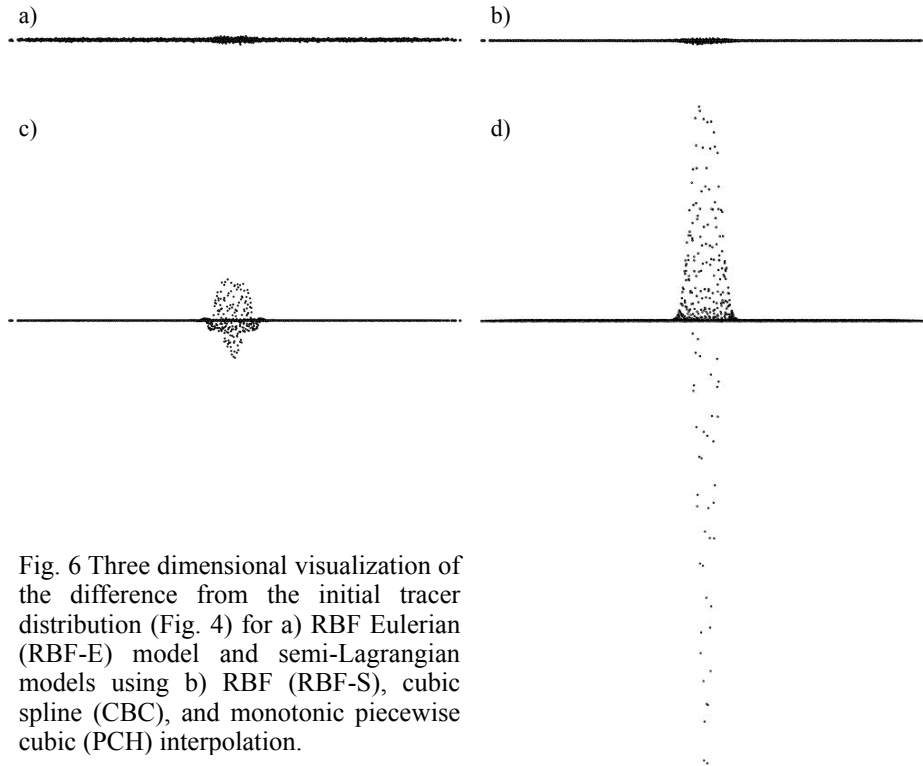 a)
b)
c)
d)
Fig. 6 Three dimensional visualization of
the difference from the initial tracer
distribution (Fig. 4) for a) RBF Eulerian
(RBF-E) model and semi-Lagrangian
models using b) RBF (RBF-S), cubic
spline (CBC), and monotonic piecewise
cubic (PCH) interpolation.